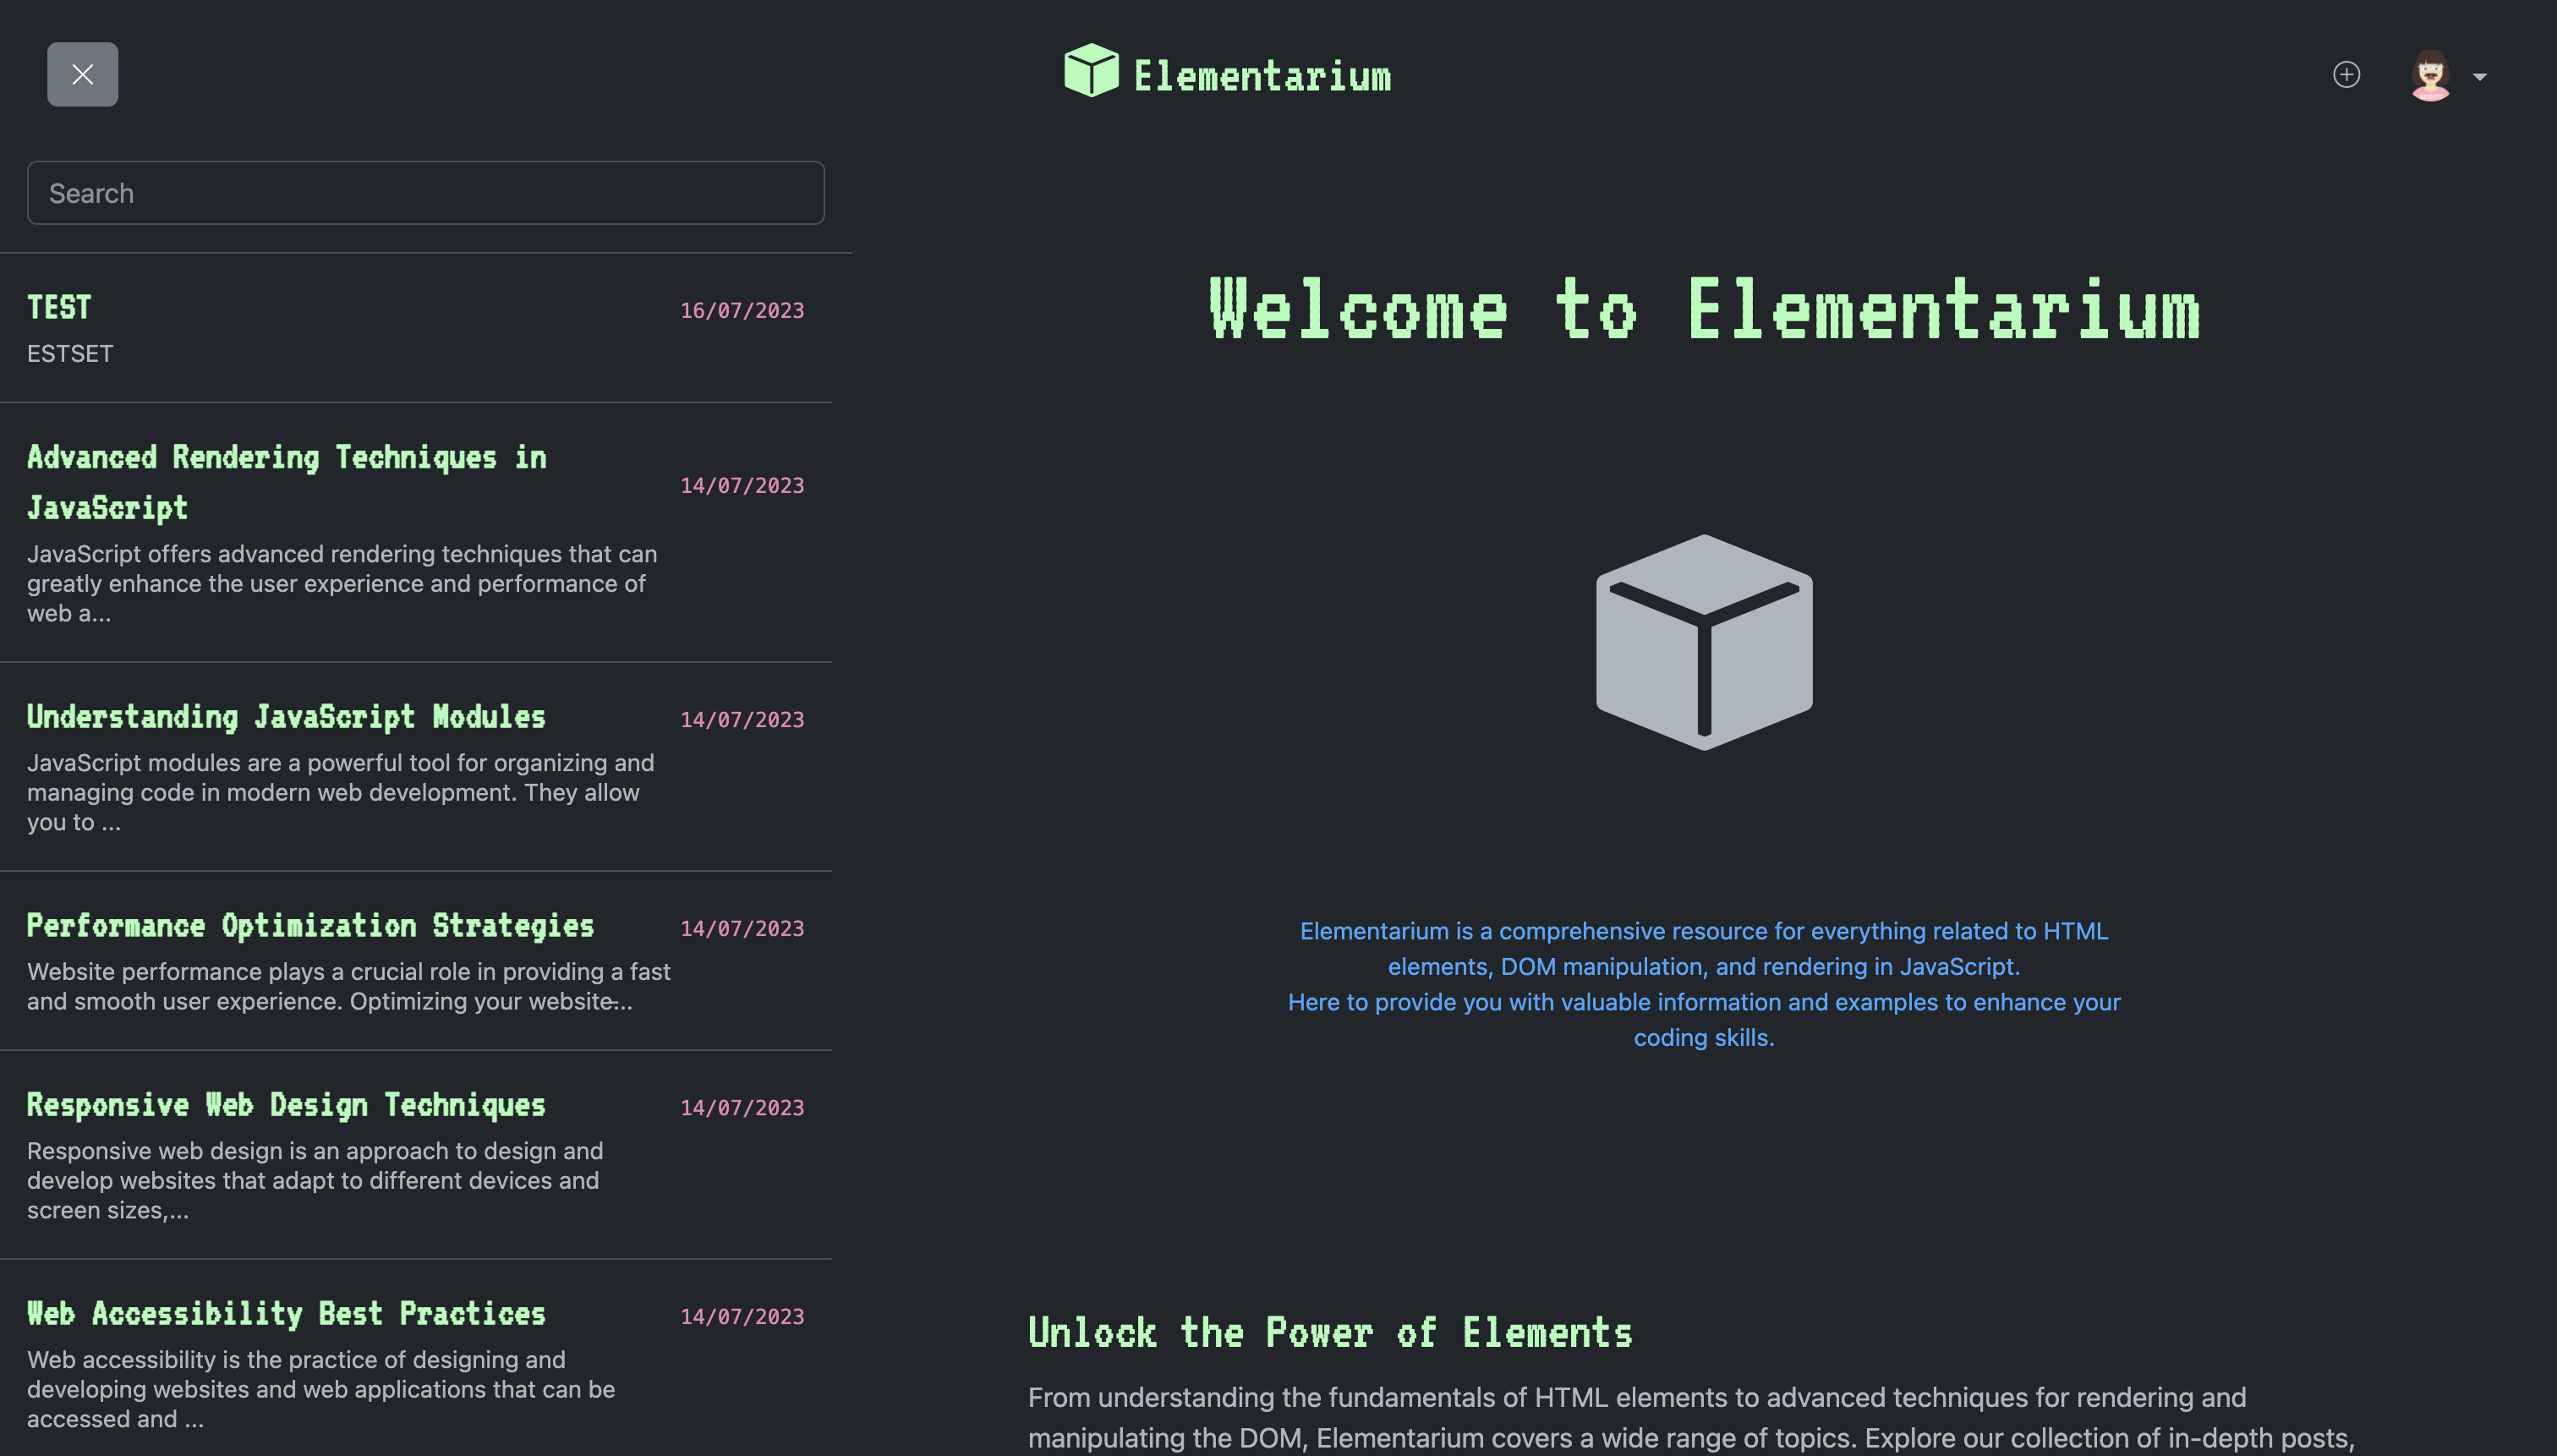 Elementarium
Search
TEST
16/07/2023
ESTSET
Advanced Rendering Techniques in
JavaScript
14/07/2023
JavaScript offers advanced rendering techniques that can
greatly enhance the user experience and performance of
web a...
Understanding JavaScript Modules
14/07/2023
JavaScript modules are a powerful tool for organizing and
managing code in modern web development. They allow
you to ...
Performance Optimization Strategies
14/07/2023
Website performance plays a crucial role in providing a fast
and smooth user experience. Optimizing your website...
Responsive Web Design Techniques
14/07/2023
Responsive web design is an approach to design and
develop websites that adapt to different devices and
screen sizes,...
Web Accessibility Best Practices
14/07/2023
Web accessibility is the practice of designing and
developing websites and web applications that can be
accessed and ...
Welcome to Elementarium
Elementarium is a comprehensive resource for everything related to HTML
elements, DOM manipulation, and rendering in JavaScript.
Here to provide you with valuable information and examples to enhance your
coding skills.
Unlock the Power of Elements
From understanding the fundamentals of HTML elements to advanced techniques for rendering and
manipulating the DOM, Elementarium covers a wide range of topics. Explore our collection of in-depth posts,